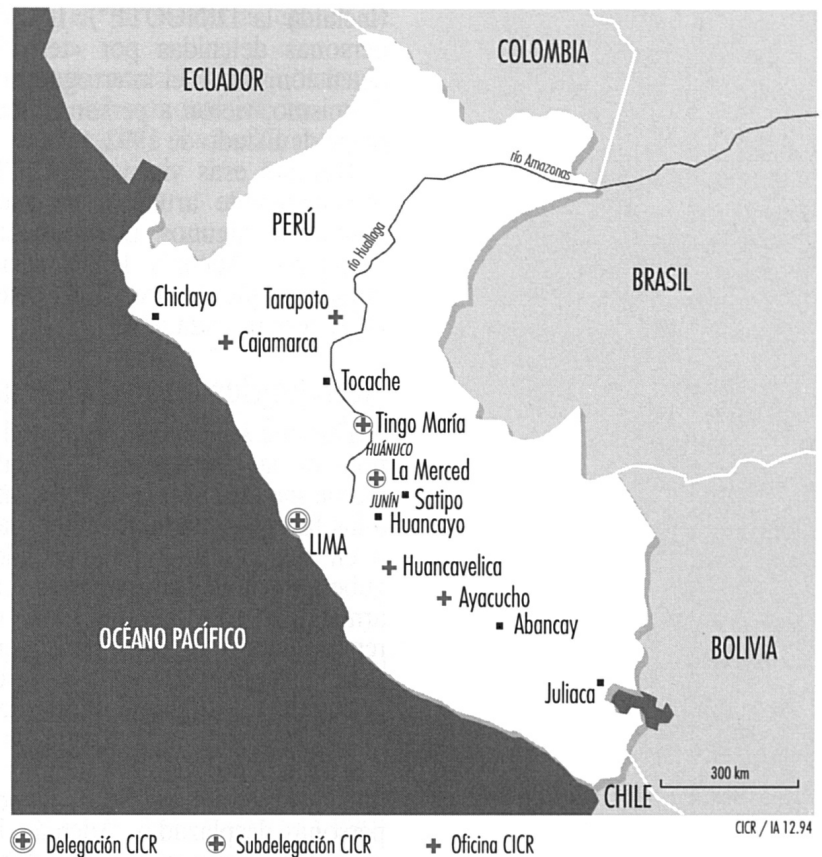 ECUADOR
COLOMBIA
río Amazonas
PERÚ
río Huallaga
BRASIL
Chiclayo
Tarapoto
Cajamarca
Tocache
Tingo María
HUÁNUCO
La Merced
JUNÍN
Satipo
Huancayo
LIMA
Huancavelica
Ayacucho
Abancay
OCÉANO PACÍFICO
BOLIVIA
Juliaca
300 km
CHILE
CICR / IA 12.94
Delegación CICR
Subdelegación CICR
Oficina CICR